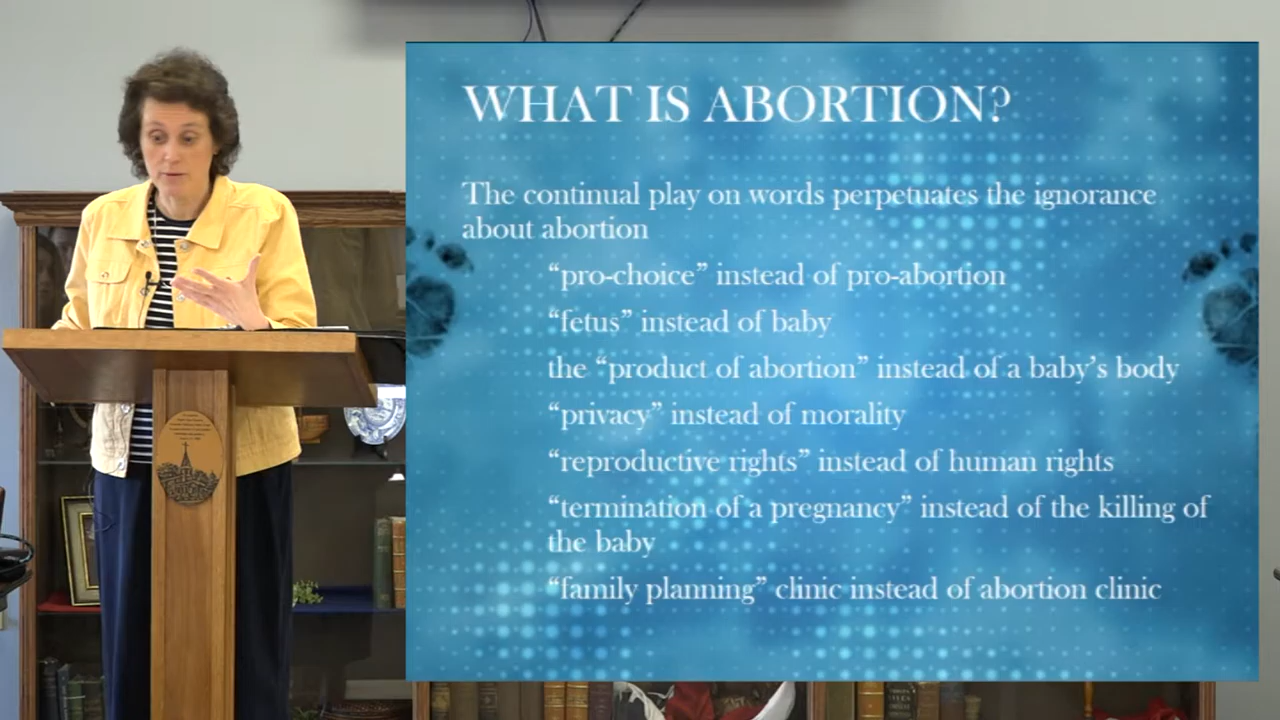 WHAT IS ABORTION?
The continual play on words perpetuates the ignorance
about abortion
“pro-choice” instead of pro-abortion
“fetus” instead of baby
the “product of abortion” instead of a baby’s body
“privacy” instead of morality
“reproductive rights” instead of human rights
“termination of a pregnancy” instead of the killing of
the baby
“family planning” clinic instead of abortion clinic